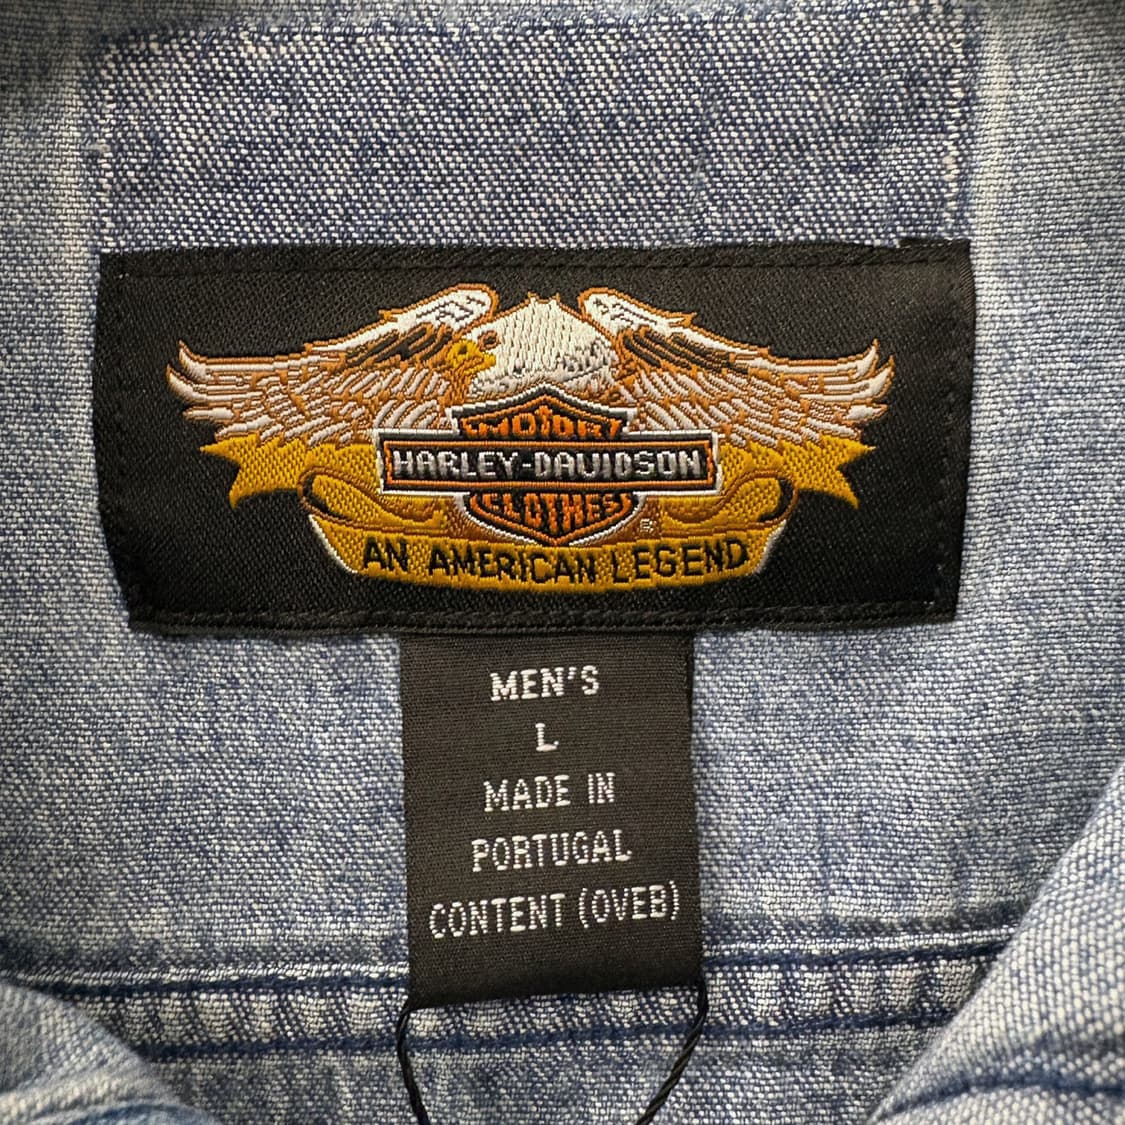 MOTOR
HARLEY-DAVIDSON
CLOTHES
®
AN AMERICAN LEGEND
MEN'S
L
MADE IN
PORTUGAL
CONTENT (OVEB)